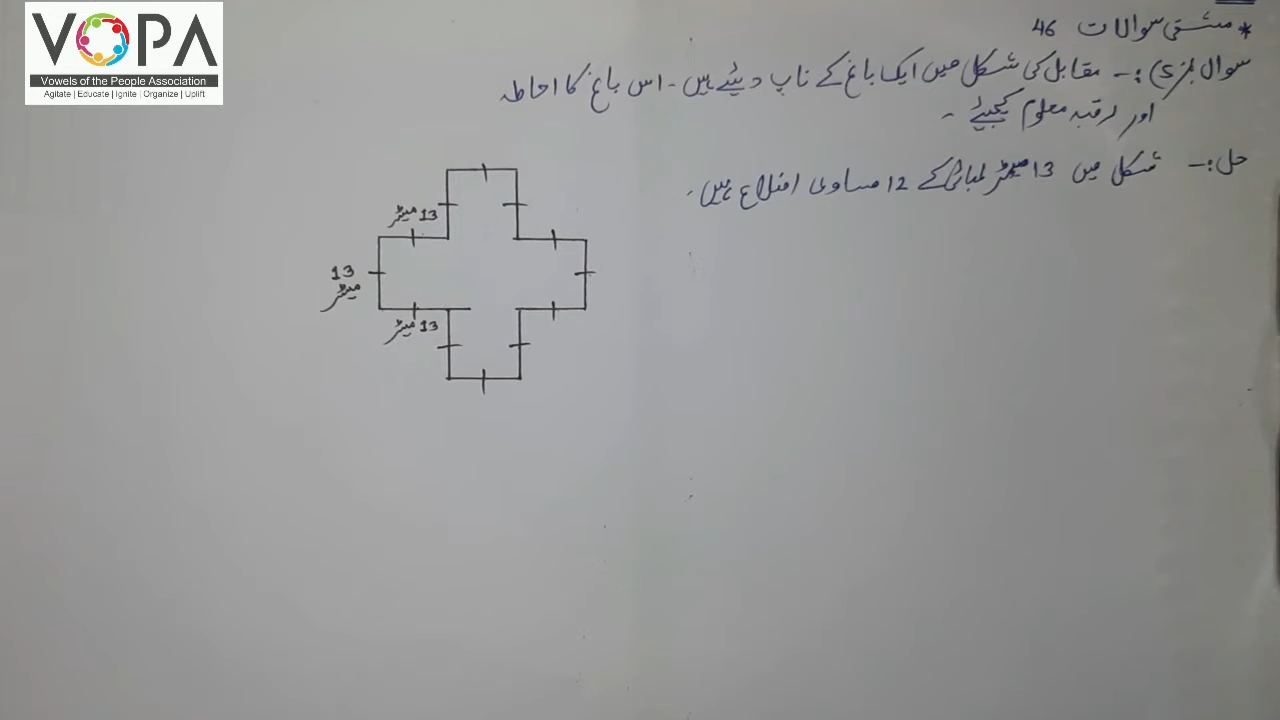 VOPA
Vowels of the People Association
Agitate | Educate | Ignite | Organize | Uplift
* مشقی سوالات 46
سوال نمبر 5) :- مقابل کی شکل میں ایک باغ کے ناپ دیئے ہیں ۔ اس باغ کا احاطہ
اور رقبہ معلوم کیجئے ۔
حل :- شکل میں 13 میٹر لمبائی کے 12 مساوی اضلاع ہیں ۔
13 میٹر
13
میٹر
13 میٹر